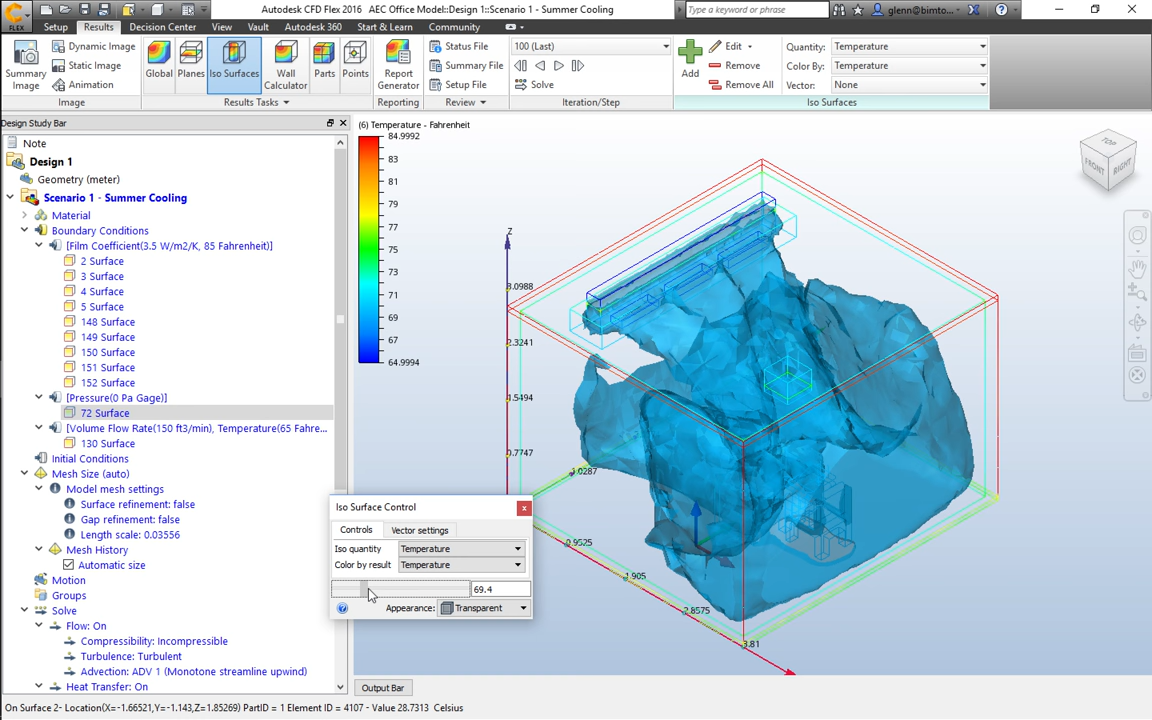 Autodesk CFD Flex 2016 AEC Office Model::Design 1::Scenario 1 - Summer Cooling
Type a keyword or phrase
glenn@bimto...
FLEX
Setup Results Decision Center View Vault Autodesk 360 Start & Learn Community
Summary Image
Dynamic Image
Static Image
Animation
Image
Global Planes Iso Surfaces Wall Calculator Parts Points
Results Tasks
Report Generator
Reporting
Status File
Summary File
Setup File
Review
100 (Last)
Solve
Iteration/Step
Add
Edit
Remove
Remove All
Quantity: Temperature
Color By: Temperature
Vector: None
Iso Surfaces
Design Study Bar
Note
Design 1
Geometry (meter)
Scenario 1 - Summer Cooling
Material
Boundary Conditions
[Film Coefficient(3.5 W/m2/K, 85 Fahrenheit)]
2 Surface
3 Surface
4 Surface
5 Surface
148 Surface
149 Surface
150 Surface
151 Surface
152 Surface
[Pressure(0 Pa Gage)]
72 Surface
[Volume Flow Rate(150 ft3/min), Temperature(65 Fahre...
130 Surface
Initial Conditions
Mesh Size (auto)
Model mesh settings
Surface refinement: false
Gap refinement: false
Length scale: 0.03556
Mesh History
Automatic size
Motion
Groups
Solve
Flow: On
Compressibility: Incompressible
Turbulence: Turbulent
Advection: ADV 1 (Monotone streamline upwind)
Heat Transfer: On
(6) Temperature - Fahrenheit
84.9992
83
81
79
77
75
73
71
69
67
64.9994
TOP
FRONT
RIGHT
Z
3.0988
2.3241
1.5494
0.7747
3.0287
0.9525
1.905
2.8575
3.81
Iso Surface Control
Controls Vector settings
Iso quantity Temperature
Color by result Temperature
69.4
Appearance: Transparent
Output Bar
On Surface 2- Location(X=-1.66521,Y=-1.143,Z=1.85269) PartID = 1 Element ID = 4107 - Value 28.7313 Celsius